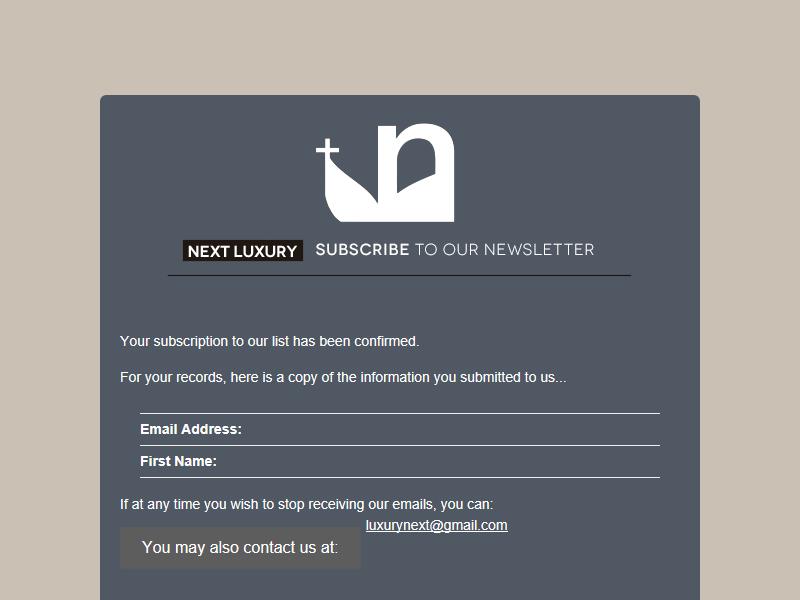 n
NEXT LUXURY SUBSCRIBE TO OUR NEWSLETTER
Your subscription to our list has been confirmed.
For your records, here is a copy of the information you submitted to us...
Email Address:
First Name:
If at any time you wish to stop receiving our emails, you can:
luxurynext@gmail.com
You may also contact us at: